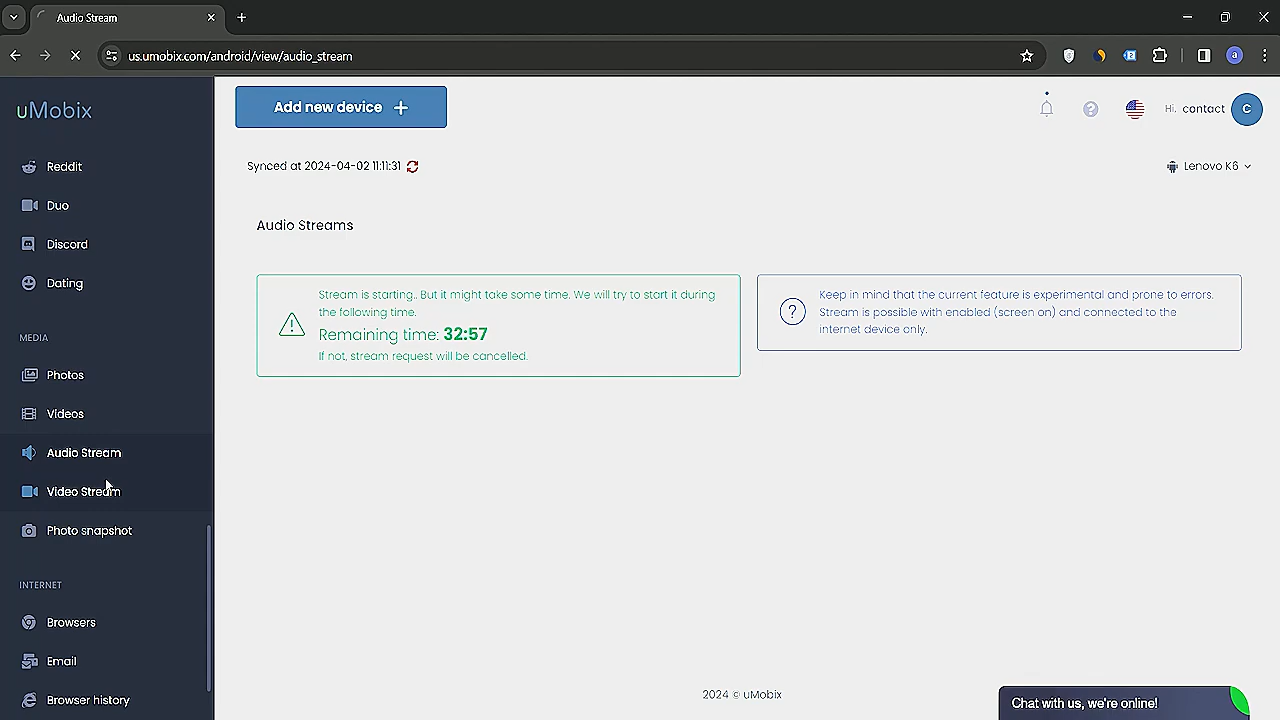 Audio Stream
us.umobix.com/android/view/audio_stream
a
uMobix
Add new device +
Hi, contact
C
Synced at 2024-04-02 11:11:31
Lenovo K6
Reddit
Duo
Discord
Dating
MEDIA
Photos
Videos
Audio Stream
Video Stream
Photo snapshot
INTERNET
Browsers
Email
Browser history
Audio Streams
Stream is starting.. But it might take some time. We will try to start it during
the following time.
Remaining time: 32:57
If not, stream request will be cancelled.
Keep in mind that the current feature is experimental and prone to errors.
Stream is possible with enabled (screen on) and connected to the
internet device only.
2024 © uMobix
Chat with us, we're online!